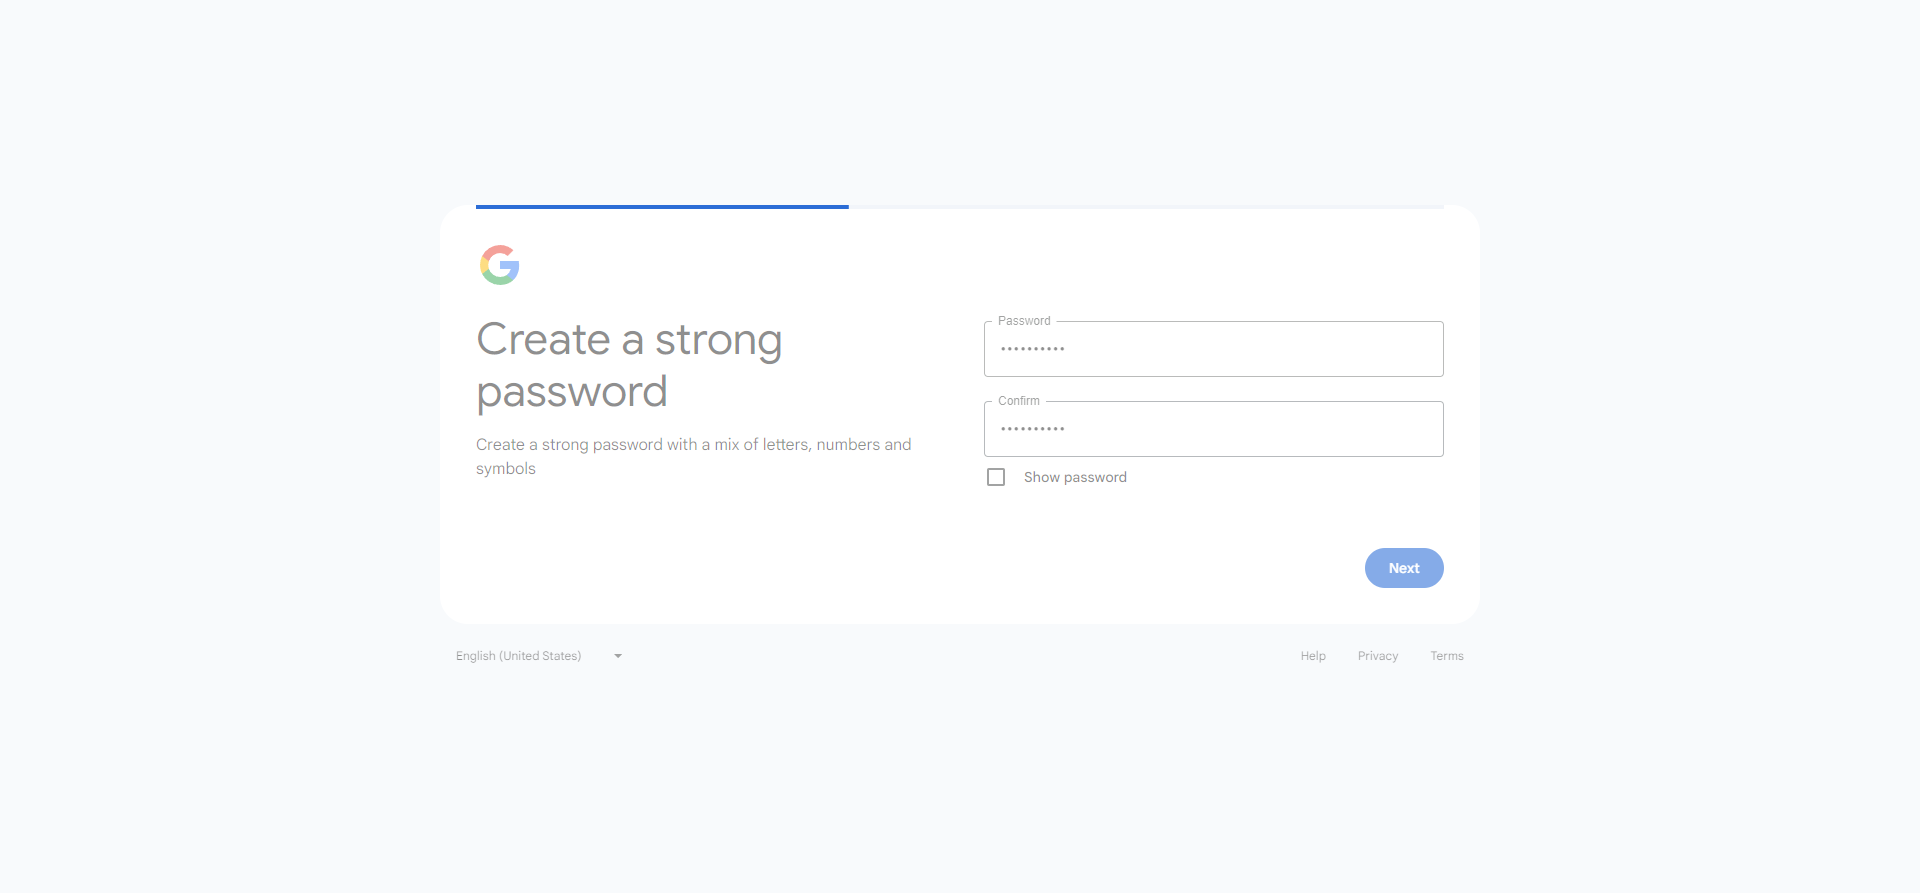 Create a strong
password
Create a strong password with a mix of letters, numbers and
symbols
Password
••••••••••
Confirm
••••••••••
Show password
Next
English (United States)
Help Privacy Terms